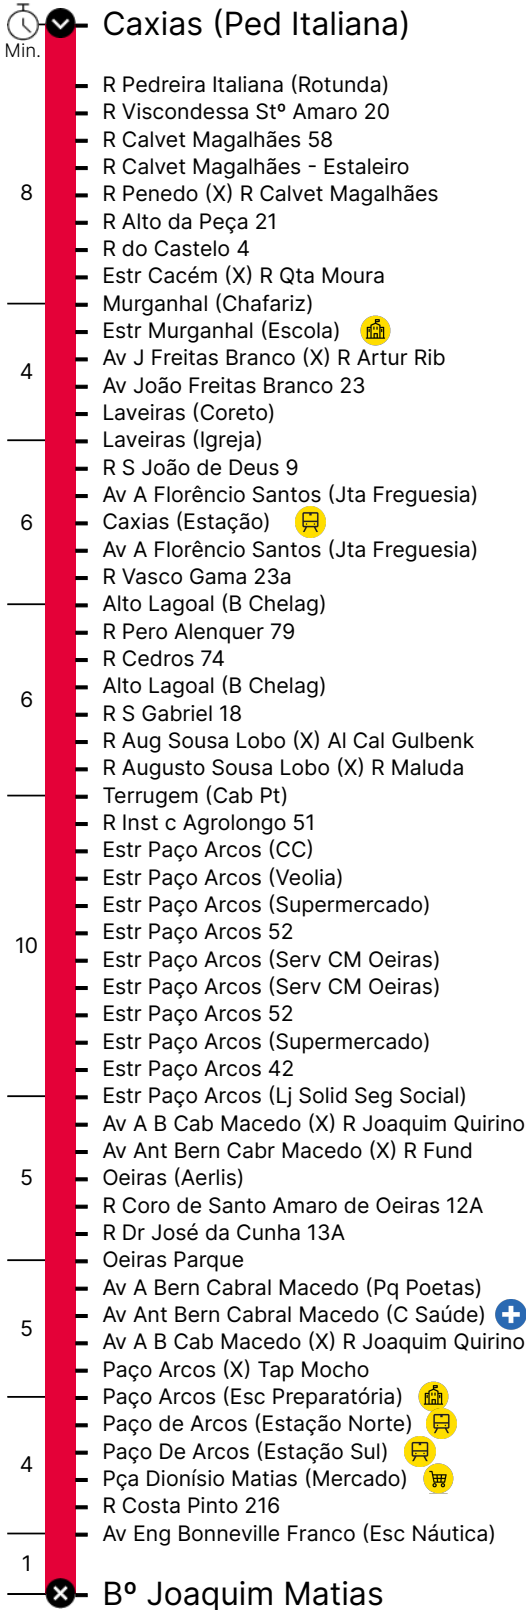 Caxias (Ped Italiana)
Min.
R Pedreira Italiana (Rotunda)
R Viscondessa Stº Amaro 20
R Calvet Magalhães 58
R Calvet Magalhães - Estaleiro
8
R Penedo (X) R Calvet Magalhães
R Alto da Peça 21
R do Castelo 4
Estr Cacém (X) R Qta Moura
Murganhal (Chafariz)
Estr Murganhal (Escola)
Av J Freitas Branco (X) R Artur Rib
4
Av João Freitas Branco 23
Laveiras (Coreto)
Laveiras (Igreja)
R S João de Deus 9
Av A Florêncio Santos (Jta Freguesia)
6
Caxias (Estação)
Av A Florêncio Santos (Jta Freguesia)
R Vasco Gama 23a
Alto Lagoal (B Chelag)
R Pero Alenquer 79
R Cedros 74
Alto Lagoal (B Chelag)
6
R S Gabriel 18
R Aug Sousa Lobo (X) Al Cal Gulbenk
R Augusto Sousa Lobo (X) R Maluda
Terrugem (Cab Pt)
R Inst c Agrolongo 51
Estr Paço Arcos (CC)
Estr Paço Arcos (Veolia)
Estr Paço Arcos (Supermercado)
Estr Paço Arcos 52
10
Estr Paço Arcos (Serv CM Oeiras)
Estr Paço Arcos (Serv CM Oeiras)
Estr Paço Arcos 52
Estr Paço Arcos (Supermercado)
Estr Paço Arcos 42
Estr Paço Arcos (Lj Solid Seg Social)
Av A B Cab Macedo (X) R Joaquim Quirino
Av Ant Bern Cabr Macedo (X) R Fund
5
Oeiras (Aerlis)
R Coro de Santo Amaro de Oeiras 12A
R Dr José da Cunha 13A
Oeiras Parque
Av A Bern Cabral Macedo (Pq Poetas)
Av Ant Bern Cabral Macedo (C Saúde)
5
Av A B Cab Macedo (X) R Joaquim Quirino
Paço Arcos (X) Tap Mocho
Paço Arcos (Esc Preparatória)
Paço de Arcos (Estação Norte)
Paço De Arcos (Estação Sul)
4
Pça Dionísio Matias (Mercado)
R Costa Pinto 216
Av Eng Bonneville Franco (Esc Náutica)
1
Bº Joaquim Matias